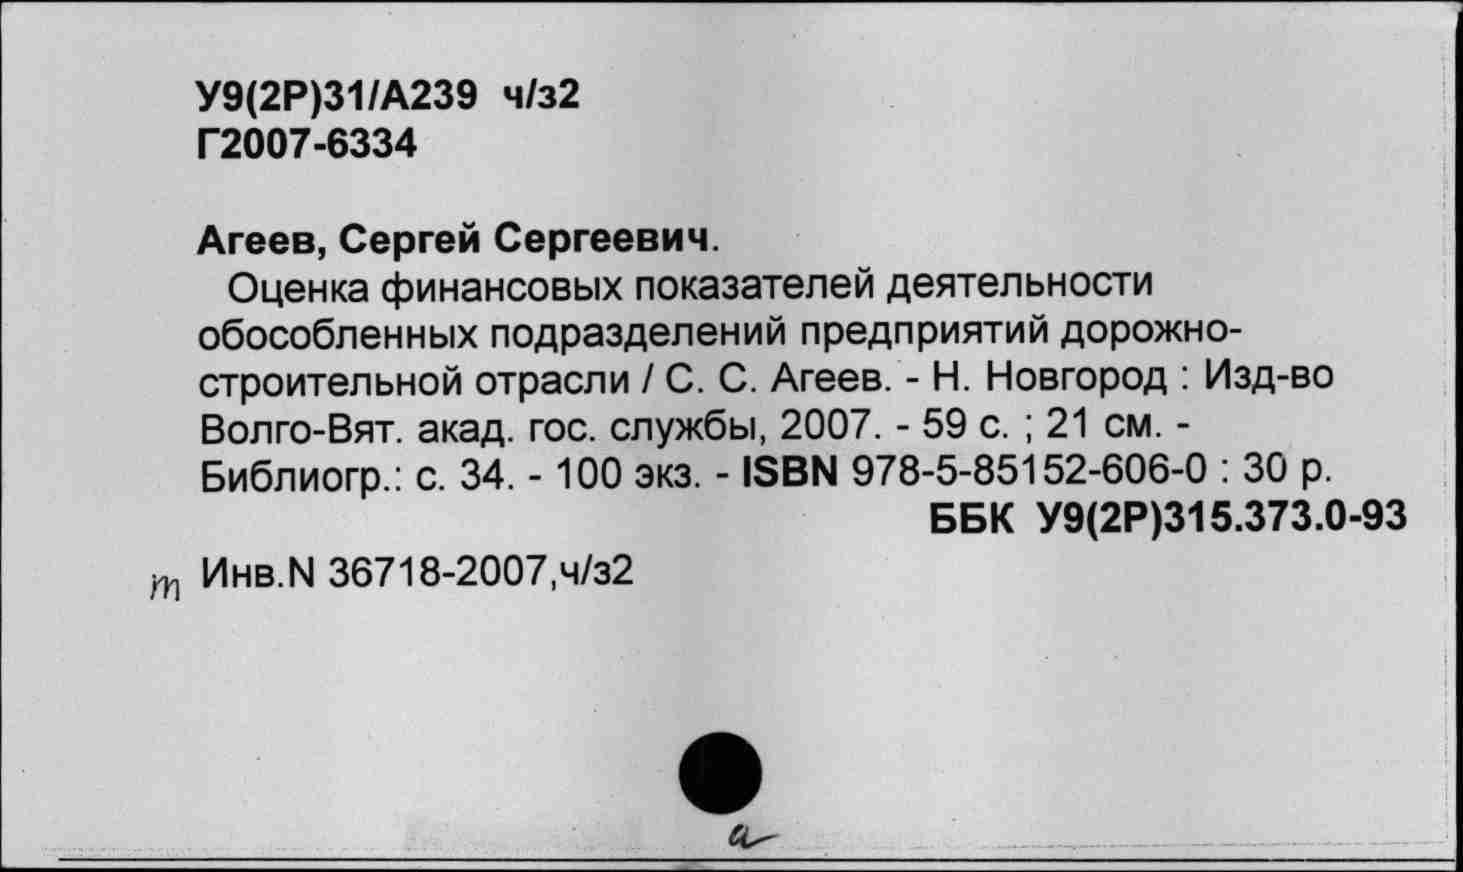 У9(2Р)31/А239 ч/з2
Г2007-6334
Агеев, Сергей Сергеевич.
Оценка финансовых показателей деятельности
обособленных подразделений предприятий дорожно-
строительной отрасли / С. С. Агеев. - Н. Новгород : Изд-во
Волго-Вят. акад. гос. службы, 2007. - 59 с. ; 21 см. -
Библиогр.: с. 34. - 100 экз. - ISBN 978-5-85152-606-0 : 30 р.
ББК У9(2Р)315.373.0-93
m Инв.N 36718-2007,ч/з2
а